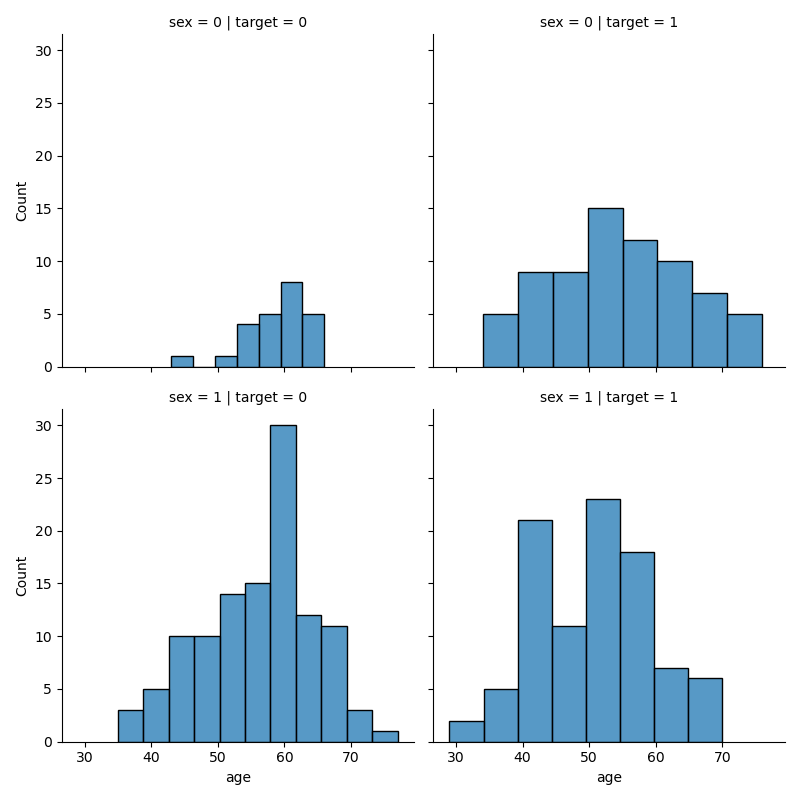 sex = 0 | target = 0
sex = 0 | target = 1
30
25
20
15
10
5
0
Count
sex = 1 | target = 0
sex = 1 | target = 1
30
25
20
15
10
5
0
Count
30 40 50 60 70
30 40 50 60 70
age
age